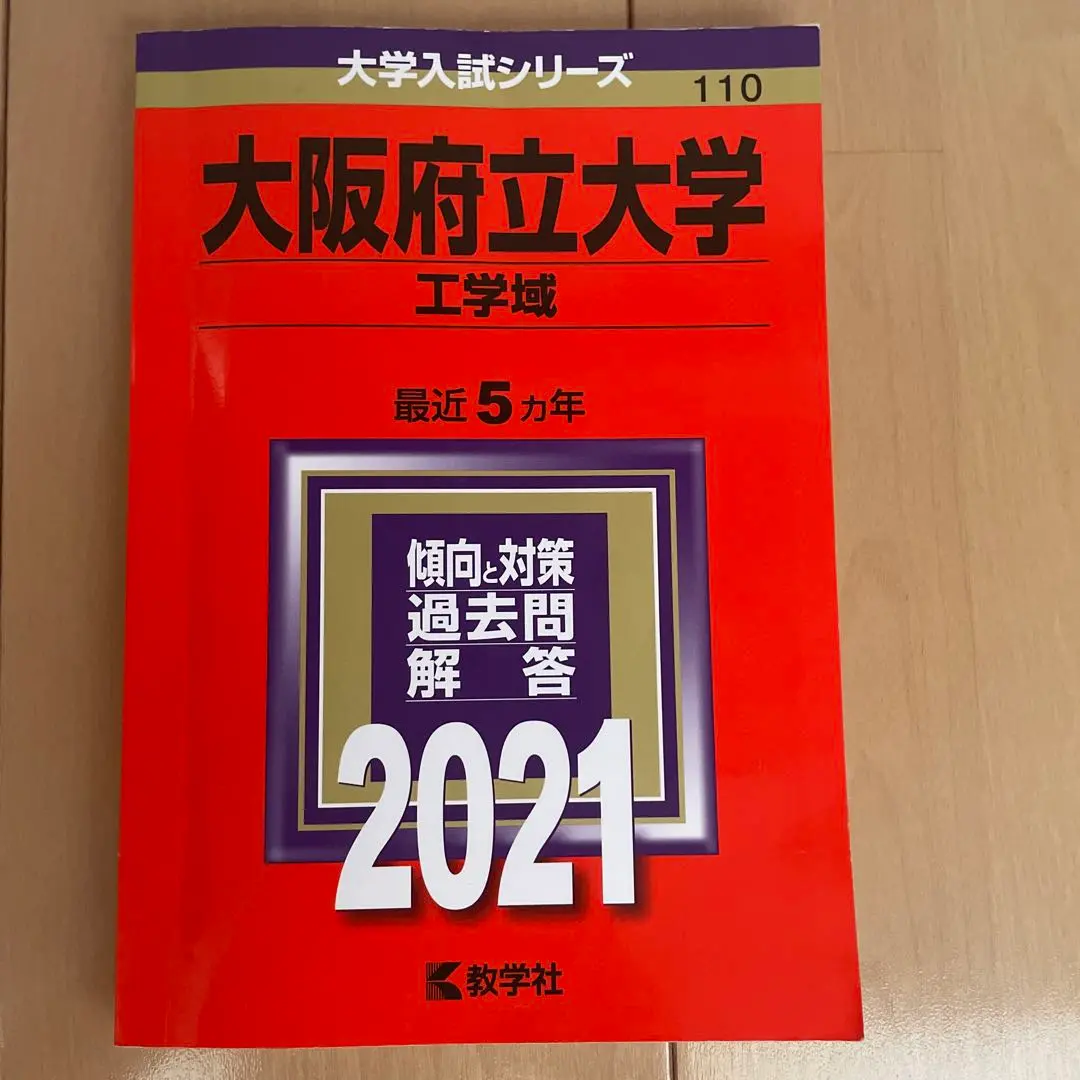 大学入試シリーズ
110
大阪府立大学
工学域
最近5カ年
傾向と対策
過去問
解答
2021
教学社